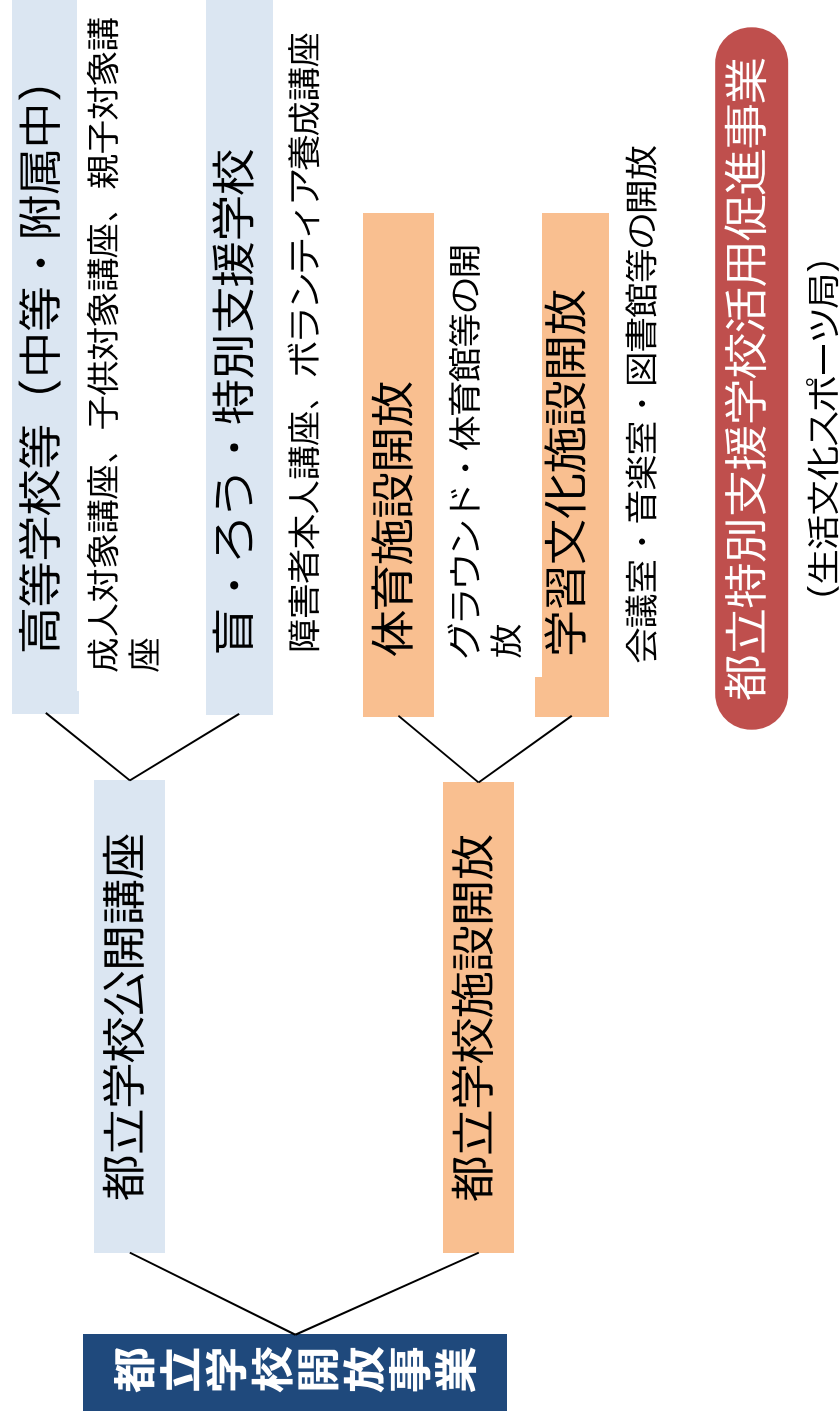 都立学校開放事業
都立学校公開講座
高等学校等（中等・附属中）
成人対象講座、子供対象講座、親子対象講
座
盲・ろう・特別支援学校
障害者本人講座、ボランティア養成講座
都立学校施設開放
体育施設開放
グラウンド・体育館等の開
放
学習文化施設開放
会議室・音楽室・図書館等の開放
都立特別支援学校活用促進事業
（生活文化スポーツ局）